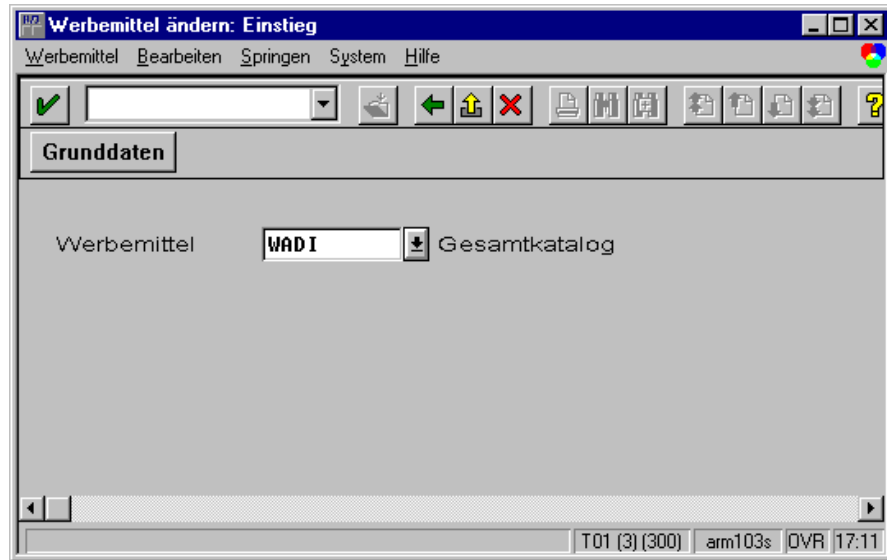 Werbemittel ändern: Einstieg
Werbemittel Bearbeiten Springen System Hilfe
Grunddaten
Werbemittel WADI Gesamtkatalog
T01 (3) (300) arm103s OVR 17:11